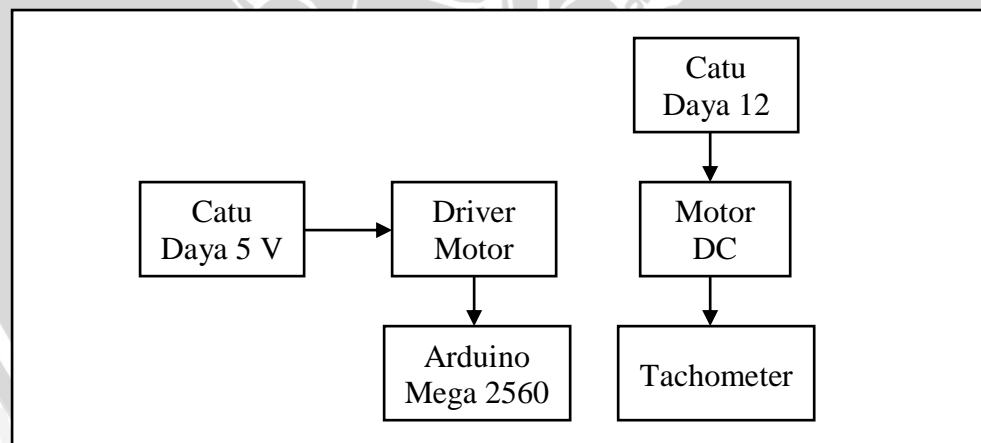 Catu
Daya 12
Catu
Daya 5 V
Driver
Motor
Motor
DC
Arduino
Mega 2560
Tachometer